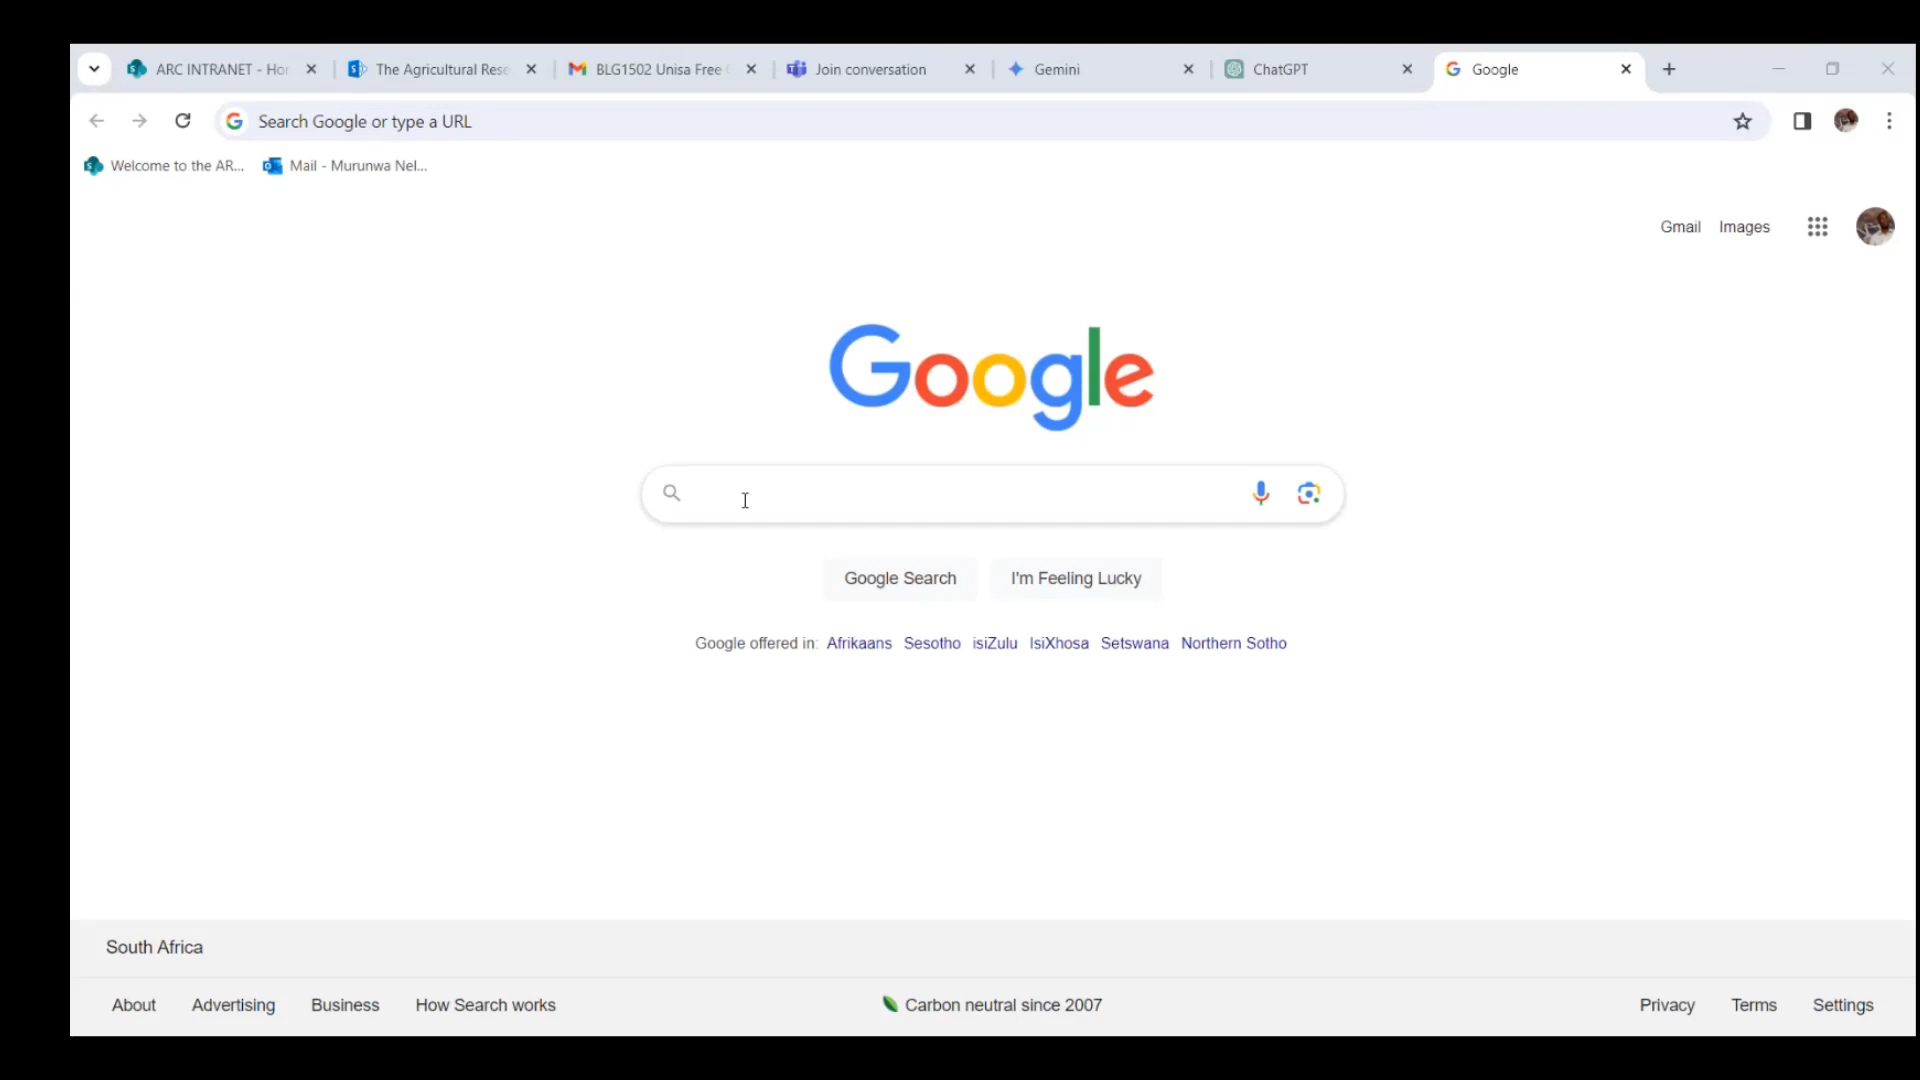 ARC INTRANET - Hor
The Agricultural Rese
BLG1502 Unisa Free
Join conversation
Gemini
ChatGPT
Google
Search Google or type a URL
Welcome to the AR...
Mail - Murunwa Nel...
Gmail Images
Google
Google Search
I'm Feeling Lucky
Google offered in: Afrikaans Sesotho isiZulu IsiXhosa Setswana Northern Sotho
South Africa
About Advertising Business How Search works
Carbon neutral since 2007
Privacy Terms Settings